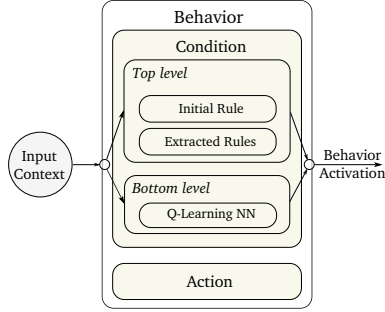 Behavior
Condition
Top level
Initial Rule
Extracted Rules
Input
Context
Behavior
Activation
Bottom level
Q-Learning NN
Action